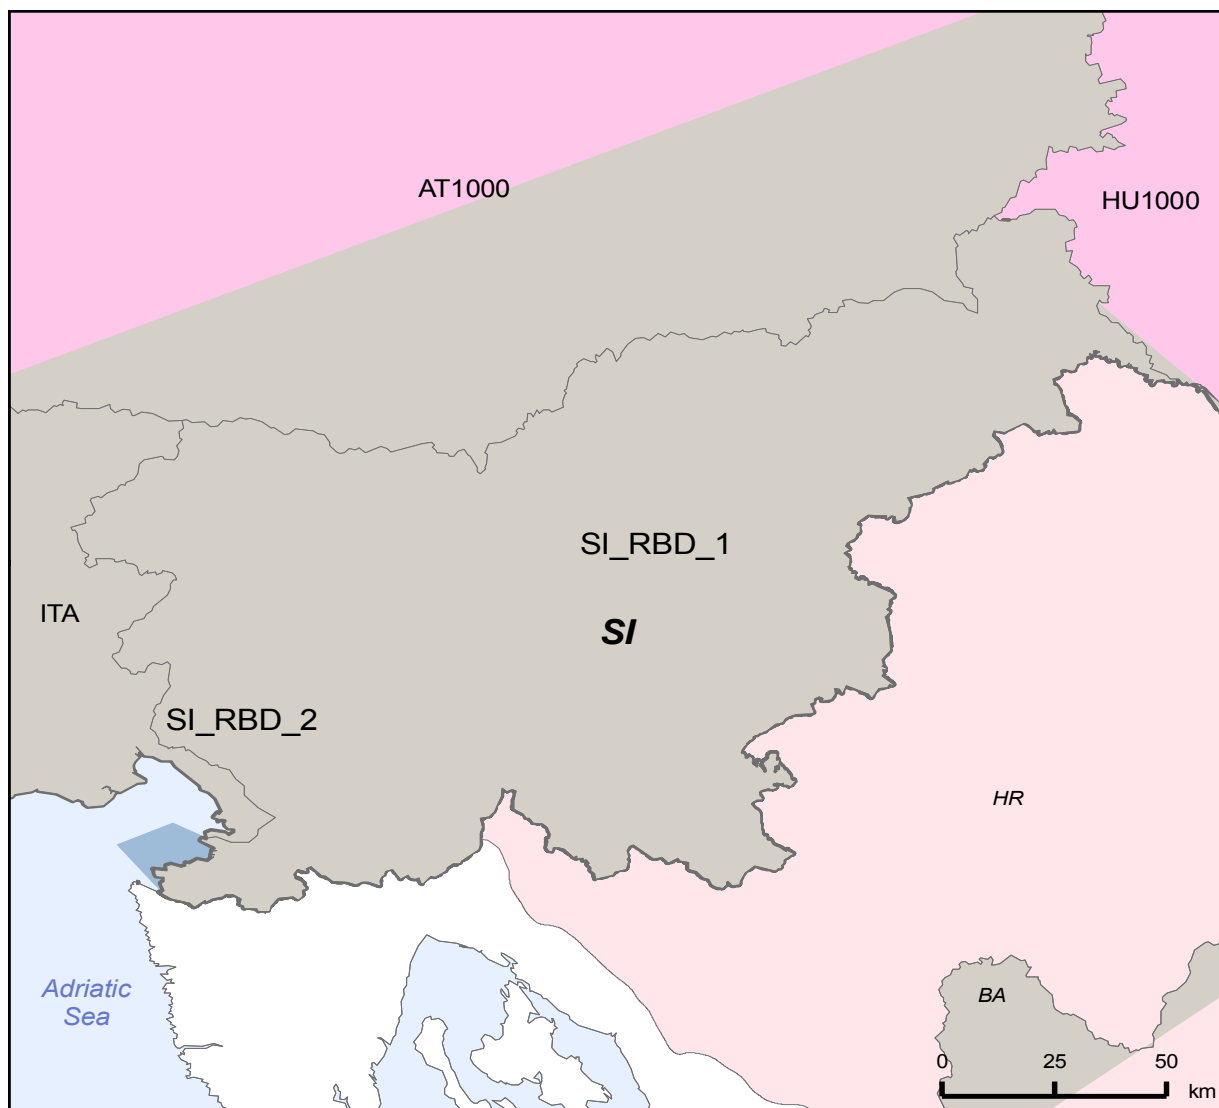 AT1000
HU1000
SI_RBD_1
ITA
SI
SI_RBD_2
HR
Adriatic
Sea
BA
0 25 50
km